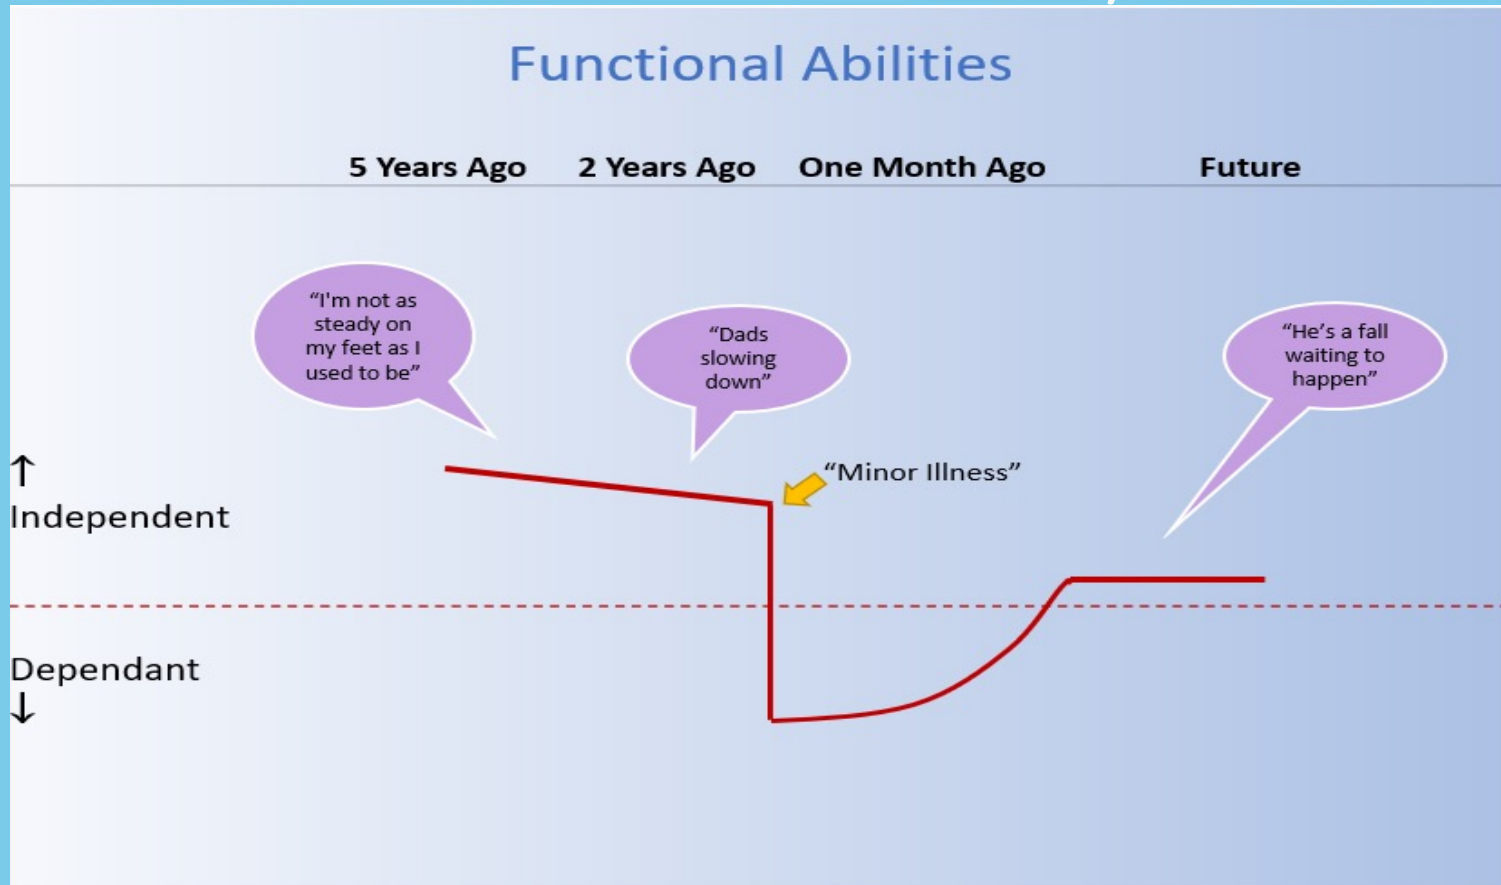 Functional Abilities
5 Years Ago 2 Years Ago One Month Ago Future
“I'm not as
steady on
my feet as I
used to be”
“Dads
slowing
down”
“He’s a fall
waiting to
happen”
“Minor Illness”
↑
Independent
Dependant
↓